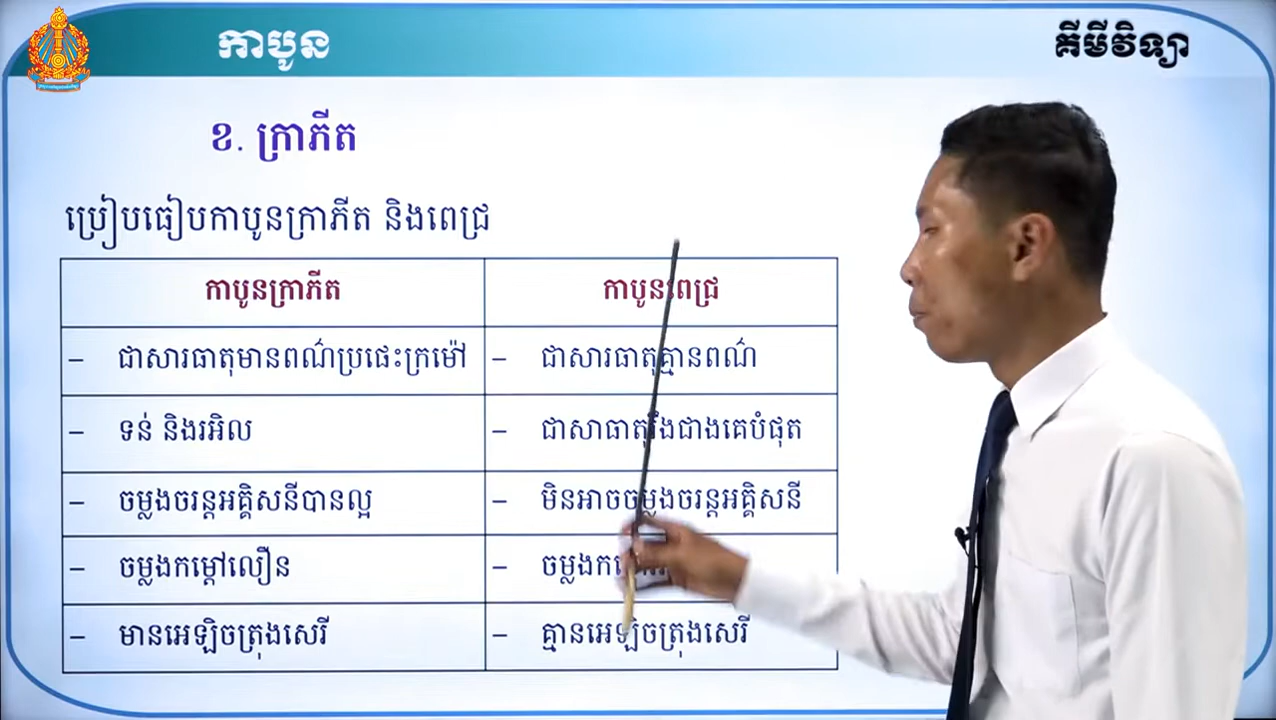 កាបូន
គីមីវិទ្យា
ខ. ក្រាភីត
ប្រៀបធៀបកាបូនក្រាភីត និងពេជ្រ
កាបូនក្រាភីត
កាបូនពេជ្រ
– ជាសារធាតុមានពណ៌ប្រផេះក្រម៉ៅ
– ជាសារធាតុគ្មានពណ៌
– ទន់ និងរអិល
– ជាសាធាតុរឹងជាងគេបំផុត
– ចម្លងចរន្តអគ្គិសនីបានល្អ
– មិនអាចចម្លងចរន្តអគ្គិសនី
– ចម្លងកម្ដៅលឿន
– មានអេឡិចត្រុងសេរី
– គ្មានអេឡិចត្រុងសេរី